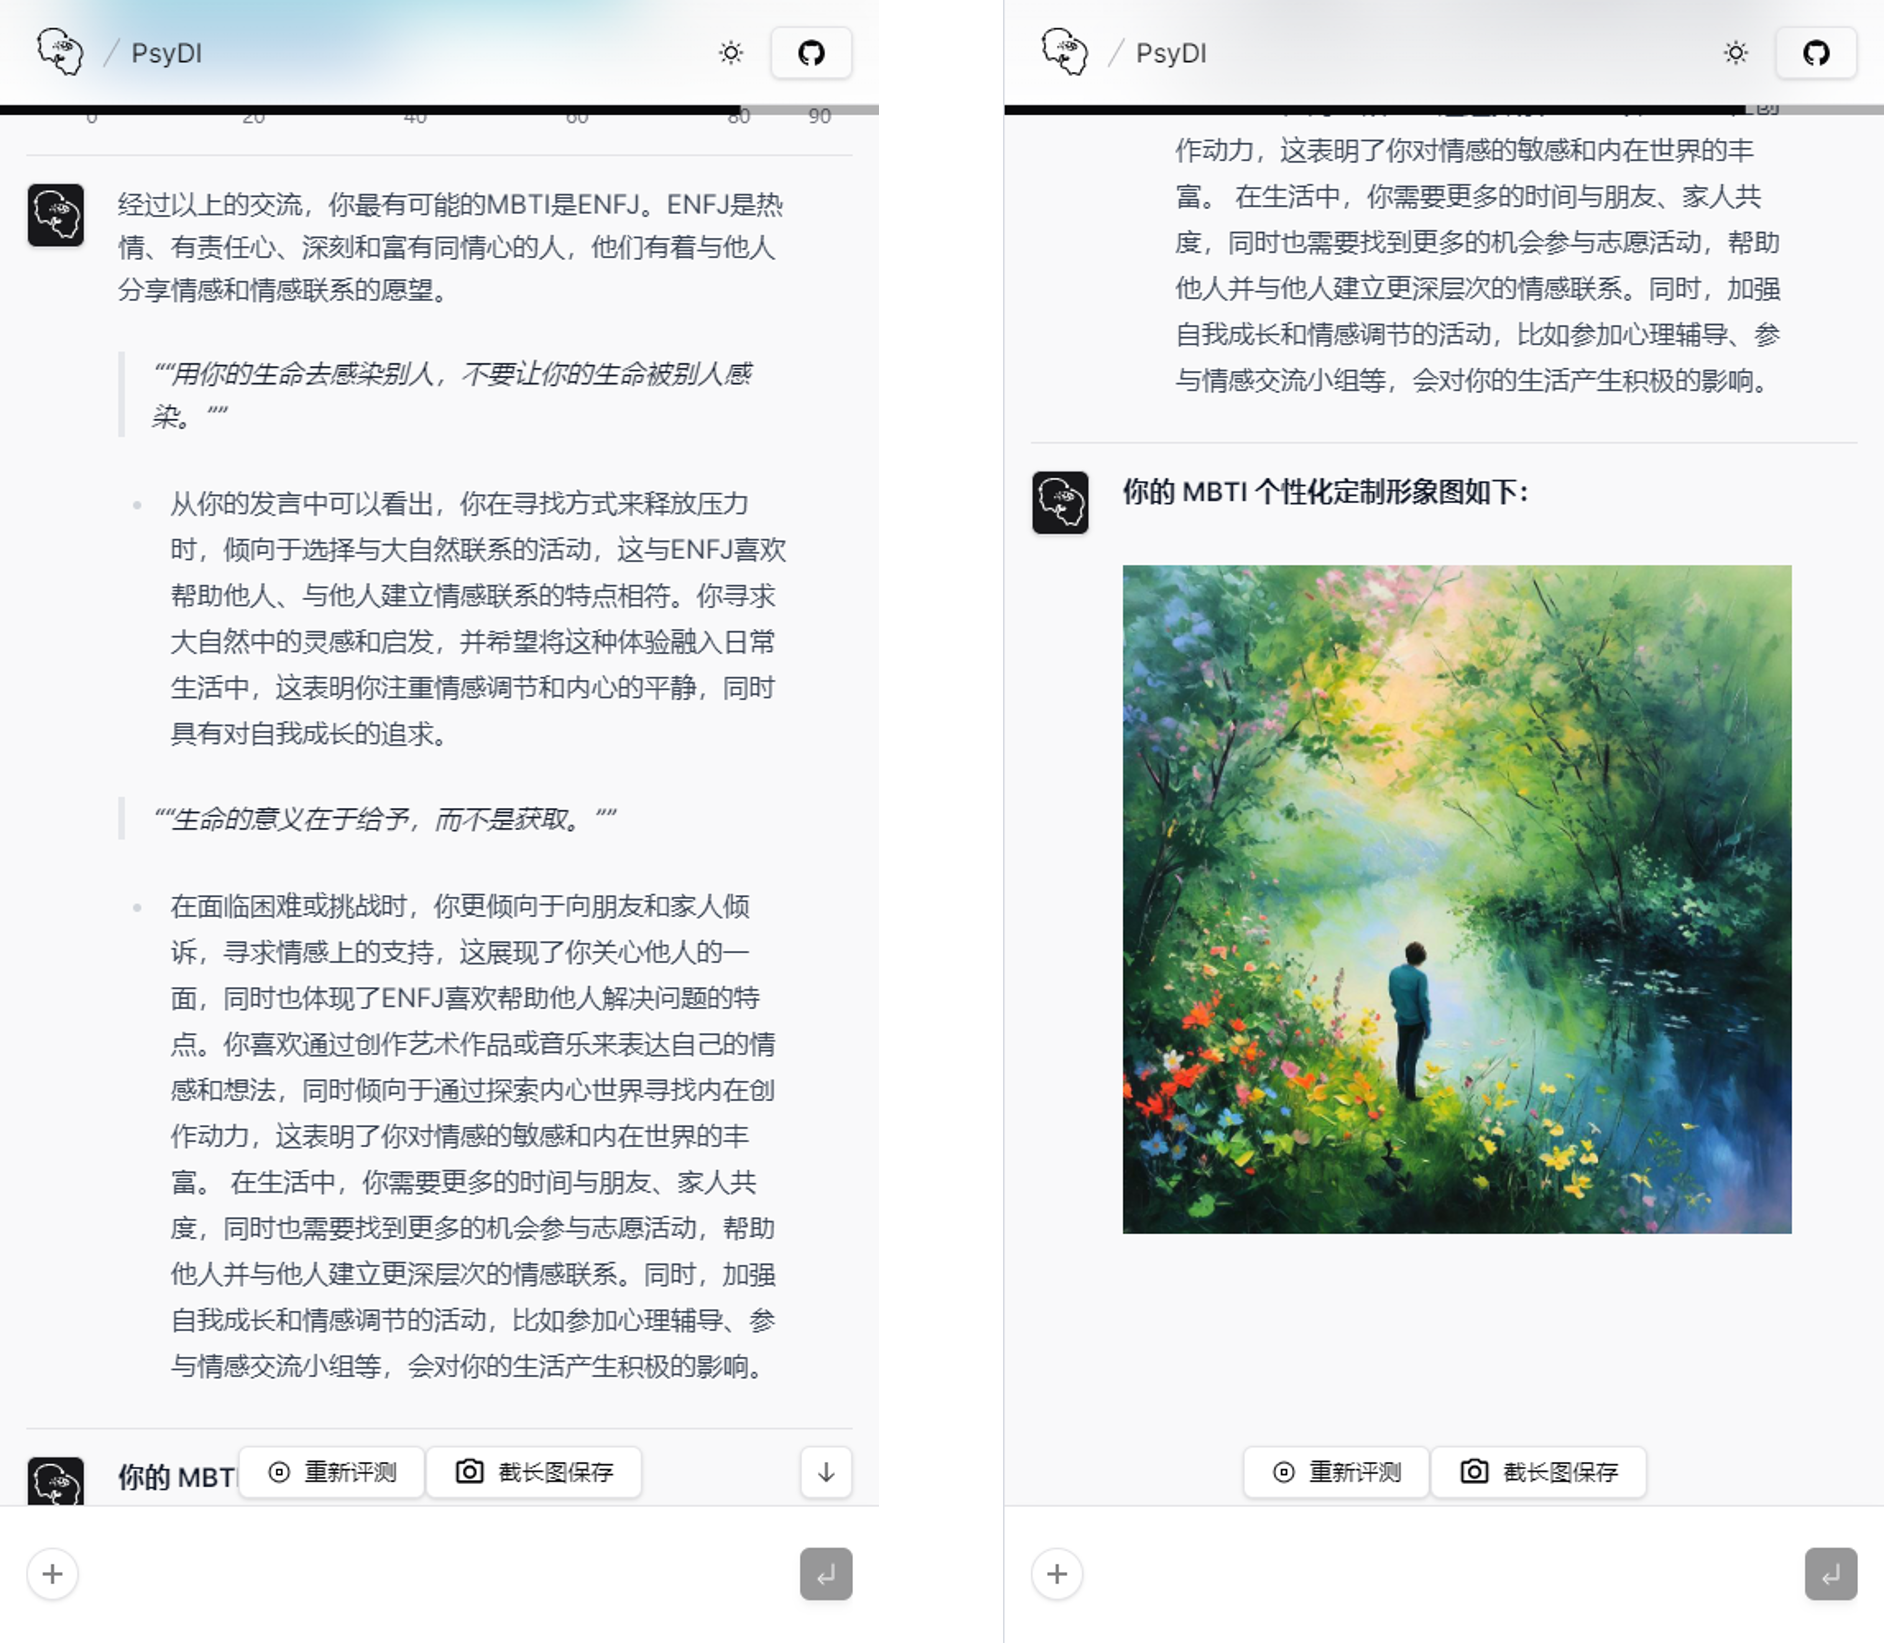 PsyDI
0 20 40 60 80 90
经过以上的交流，你最有可能的MBTI是ENFJ。ENFJ是热
情、有责任心、深刻和富有同情心的人，他们有着与他人
分享情感和情感联系的愿望。
““用你的生命去感染别人，不要让你的生命被别人感
染。””
从你的发言中可以看出，你在寻找方式来释放压力
时，倾向于选择与大自然联系的活动，这与ENFJ喜欢
帮助他人、与他人建立情感联系的特点相符。你寻求
大自然中的灵感和启发，并希望将这种体验融入日常
生活中，这表明你注重情感调节和内心的平静，同时
具有对自我成长的追求。
““生命的意义在于给予，而不是获取。””
在面临困难或挑战时，你更倾向于向朋友和家人倾
诉，寻求情感上的支持，这展现了你关心他人的一
面，同时也体现了ENFJ喜欢帮助他人解决问题的特
点。你喜欢通过创作艺术作品或音乐来表达自己的情
感和想法，同时倾向于通过探索内心世界寻找内在创
作动力，这表明了你对情感的敏感和内在世界的丰
富。 在生活中，你需要更多的时间与朋友、家人共
度，同时也需要找到更多的机会参与志愿活动，帮助
他人并与他人建立更深层次的情感联系。同时，加强
自我成长和情感调节的活动，比如参加心理辅导、参
与情感交流小组等，会对你的生活产生积极的影响。
你的 MBT
重新评测
截长图保存
PsyDI
作动力，这表明了你对情感的敏感和内在世界的丰
富。 在生活中，你需要更多的时间与朋友、家人共
度，同时也需要找到更多的机会参与志愿活动，帮助
他人并与他人建立更深层次的情感联系。同时，加强
自我成长和情感调节的活动，比如参加心理辅导、参
与情感交流小组等，会对你的生活产生积极的影响。
你的 MBTI 个性化定制形象图如下：
重新评测
截长图保存